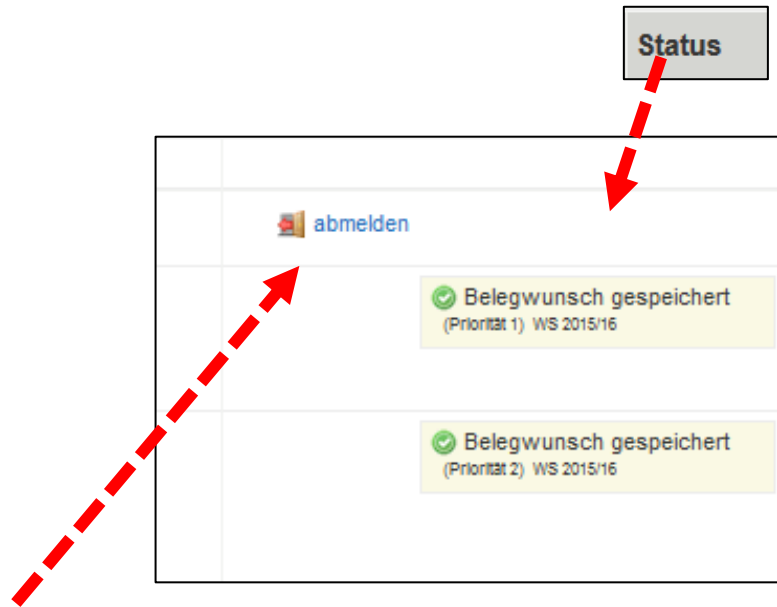 Status
abmelden
Belegwunsch gespeichert
(Priorität 1) WS 2015/16
Belegwunsch gespeichert
(Priorität 2) WS 2015/16